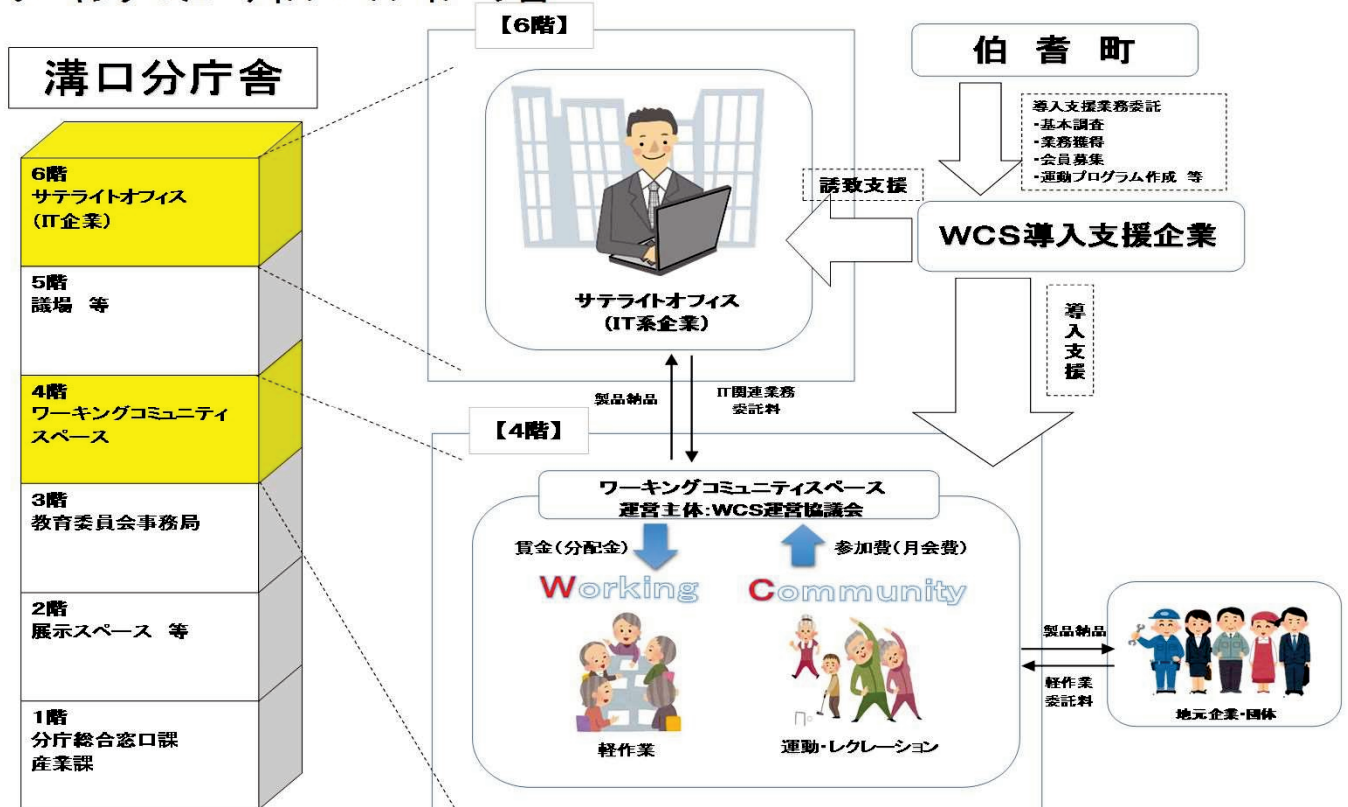 溝口分庁舎
6階
サテライトオフィス
(IT企業)
5階
議場 等
4階
ワーキングコミュニティ
スペース
3階
教育委員会事務局
2階
展示スペース 等
1階
分庁総合窓口課
産業課
【6階】
サテライトオフィス
(IT系企業)
伯耆町
導入支援業務委託
・基本調査
・業務獲得
・会員募集
・運動プログラム作成 等
誘致支援
WCS導入支援企業
導入支援
製品納品
IT関連業務
委託料
【4階】
ワーキングコミュニティスペース
運営主体:WCS運営協議会
賃金(分配金)
参加費(月会費)
Working
Community
軽作業
運動・レクレーション
製品納品
軽作業
委託料
地元企業・団体